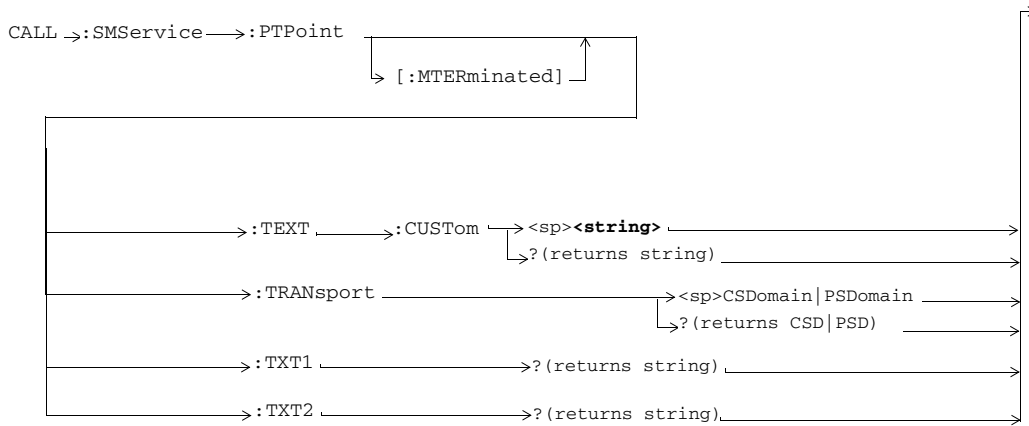 CALL :SMService :PTPoint
[:MTERminated]
:TEXT :CUSTom <sp><string>
?(returns string)
:TRANsport <sp>CSDomain|PSDomain
?(returns CSD|PSD)
:TXT1 ?(returns string)
:TXT2 ?(returns string)